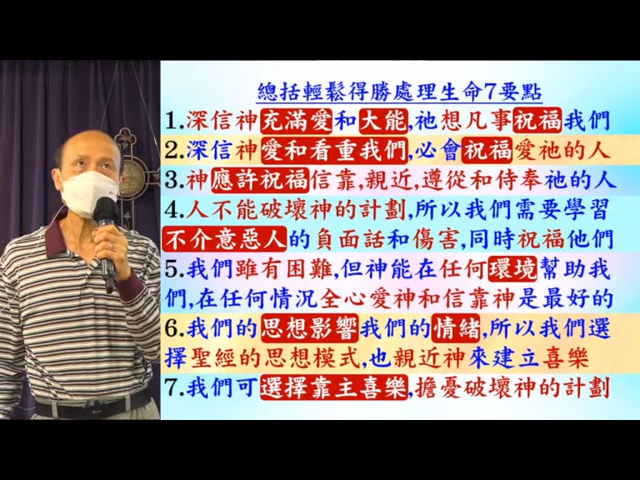 總括輕鬆得勝處理生命7要點
1.深信神充滿愛和大能,祂想凡事祝福我們
2.深信神愛和看重我們,必會祝福愛祂的人
3.神應許祝福信靠,親近,遵從和侍奉祂的人
4.人不能破壞神的計劃,所以我們需要學習
不介意惡人的負面話和傷害,同時祝福他們
5.我們雖有困難,但神能在任何環境幫助我
們,在任何情況全心愛神和信靠神是最好的
6.我們的思想影響我們的情緒,所以我們選
擇聖經的思想模式,也親近神來建立喜樂
7.我們可選擇靠主喜樂,擔憂破壞神的計劃